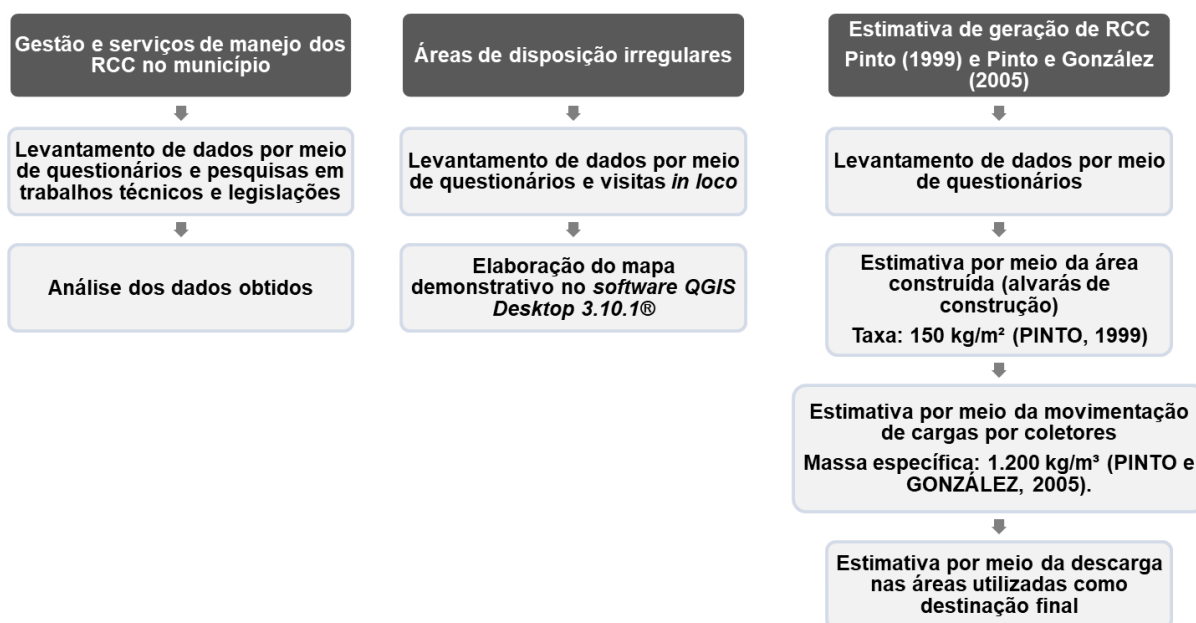 Gestão e serviços de manejo dos
RCC no município
Levantamento de dados por meio
de questionários e pesquisas em
trabalhos técnicos e legislações
Análise dos dados obtidos
Áreas de disposição irregulares
Levantamento de dados por meio
de questionários e visitas in loco
Elaboração do mapa
demonstrativo no software QGIS
Desktop 3.10.1®
Estimativa de geração de RCC
Pinto (1999) e Pinto e González
(2005)
Levantamento de dados por meio
de questionários
Estimativa por meio da área
construída (alvarás de
construção)
Taxa: 150 kg/m² (PINTO, 1999)
Estimativa por meio da movimentação
de cargas por coletores
Massa específica: 1.200 kg/m³ (PINTO e
GONZÁLEZ, 2005).
Estimativa por meio da descarga
nas áreas utilizadas como
destinação final